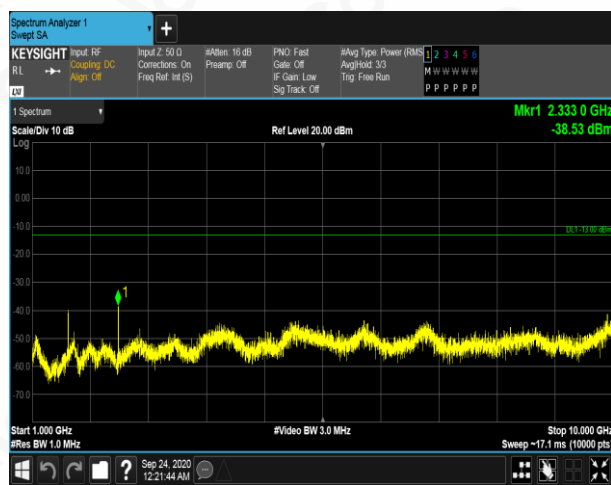 Spectrum Analyzer 1
Swept SA
+
KEYSIGHT Input: RF Input Z: 50 Ω #Atten: 16 dB PNO: Fast #Avg Type: Power (RMS 1 2 3 4 5 6
RL Coupling: DC Corrections: On Preamp: Off Gate: Off Avg|Hold: 3/3 M W W W W W
Align: Off Freq Ref: Int (S) IF Gain: Low Trig: Free Run
Sig Track: Off P P P P P P
LXI
1 Spectrum Mkr1 2.333 0 GHz
Scale/Div 10 dB Ref Level 20.00 dBm -38.53 dBm
Log
10.0
0.00
-10.0
DL1 -13.00 dBm
-20.0
-30.0
1
-40.0
-50.0
-60.0
-70.0
Start 1.000 GHz #Video BW 3.0 MHz Stop 10.000 GHz
#Res BW 1.0 MHz Sweep ~17.1 ms (10000 pts)
? Sep 24, 2020
12:21:44 AM